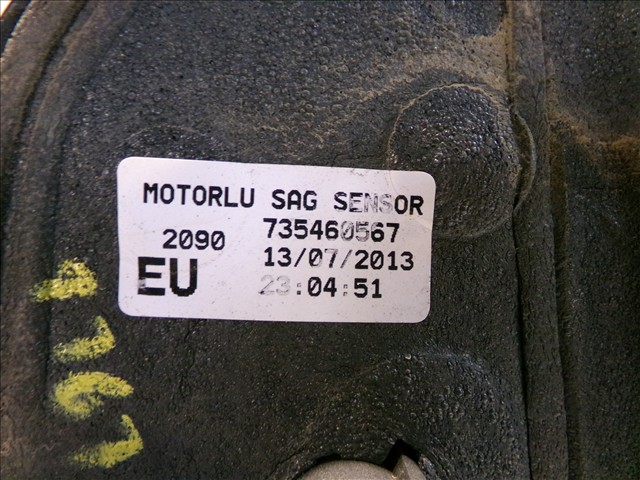 MOTORLU SAG SENSOR
2090 735460567
13/07/2013
EU 23:04:51